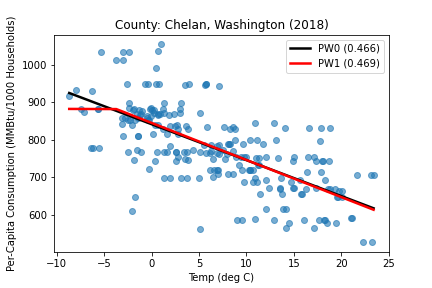 County: Chelan, Washington (2018)
PW0 (0.466)
PW1 (0.469)
Per-Capita Consumption (MMBtu/1000 Households)
1000
900
800
700
600
−10 −5 0 5 10 15 20 25
Temp (deg C)